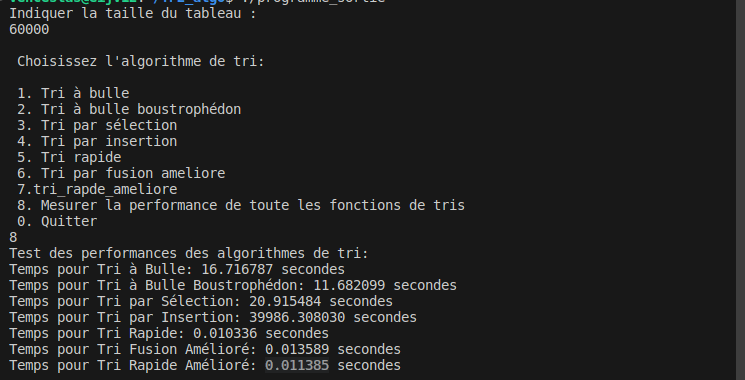 Indiquer la taille du tableau :
60000
Choisissez l'algorithme de tri:
1. Tri à bulle
2. Tri à bulle boustrophédon
3. Tri par sélection
4. Tri par insertion
5. Tri rapide
6. Tri par fusion ameliore
7.tri_rapde_ameliore
8. Mesurer la performance de toute les fonctions de tris
0. Quitter
8
Test des performances des algorithmes de tri:
Temps pour Tri à Bulle: 16.716787 secondes
Temps pour Tri à Bulle Boustrophédon: 11.682099 secondes
Temps pour Tri par Sélection: 20.915484 secondes
Temps pour Tri par Insertion: 39986.308030 secondes
Temps pour Tri Rapide: 0.010336 secondes
Temps pour Tri Fusion Amélioré: 0.013589 secondes
Temps pour Tri Rapide Amélioré: 0.011385 secondes